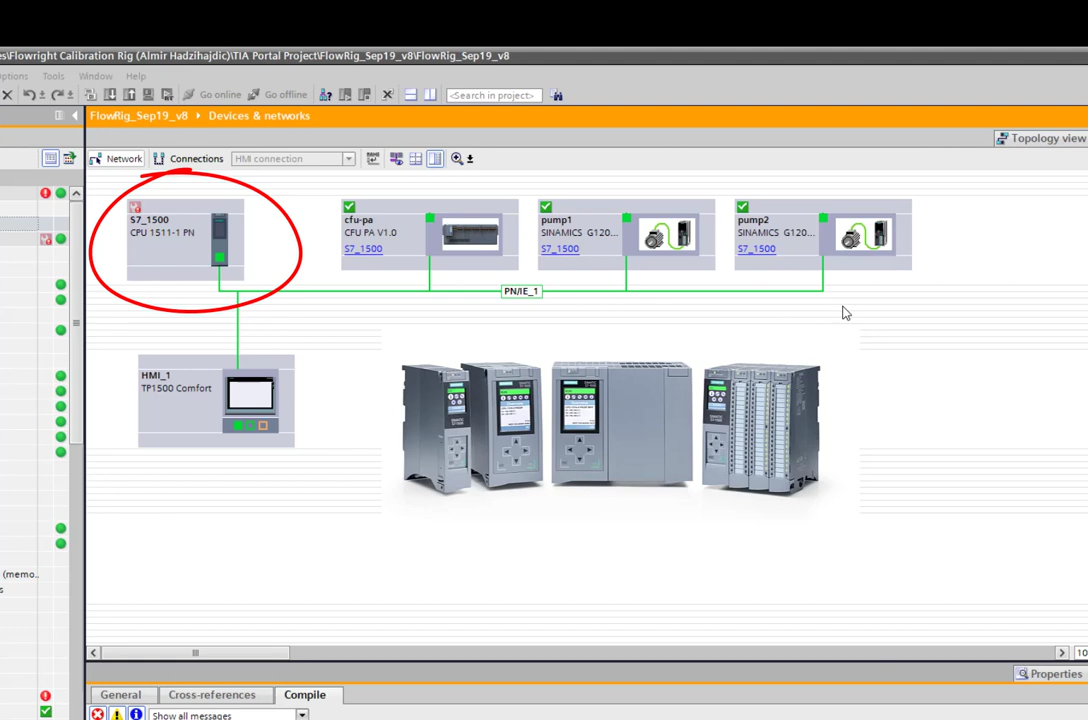 es\Flowright Calibration Rig (Almir Hadzihajdic)\TIA Portal Project\FlowRig_Sep19_v8\FlowRig_Sep19_v8
Options Tools Window Help
Go online Go offline <Search in project>
FlowRig_Sep19_v8 Devices & networks
Topology view
Network Connections HMI connection
S7_1500
CPU 1511-1 PN
cfu-pa
CFU PA V1.0
S7_1500
pump1
SINAMICS G120...
S7_1500
pump2
SINAMICS G120...
S7_1500
PN/IE_1
HMI_1
TP1500 Comfort
(memo..
s
10
Properties
General Cross-references Compile
Show all messages